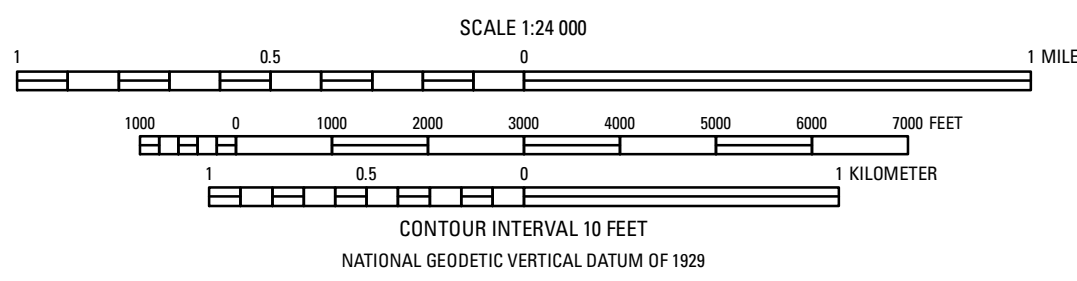 SCALE 1:24 000
1 0.5 0 1 MILE
1000 0 1000 2000 3000 4000 5000 6000 7000 FEET
1 0.5 0 1 KILOMETER
CONTOUR INTERVAL 10 FEET
NATIONAL GEODETIC VERTICAL DATUM OF 1929